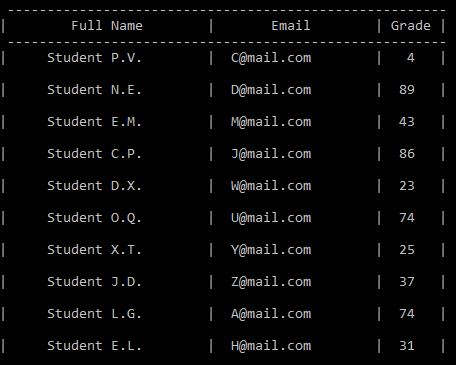 -------------------------------------------------------
|        Full Name        |       Email        | Grade |
-------------------------------------------------------
|     Student P.V.        |  C@mail.com        |   4   |
|     Student N.E.        |  D@mail.com        |  89   |
|     Student E.M.        |  M@mail.com        |  43   |
|     Student C.P.        |  J@mail.com        |  86   |
|     Student D.X.        |  W@mail.com        |  23   |
|     Student O.Q.        |  U@mail.com        |  74   |
|     Student X.T.        |  Y@mail.com        |  25   |
|     Student J.D.        |  Z@mail.com        |  37   |
|     Student L.G.        |  A@mail.com        |  74   |
|     Student E.L.        |  H@mail.com        |  31   |